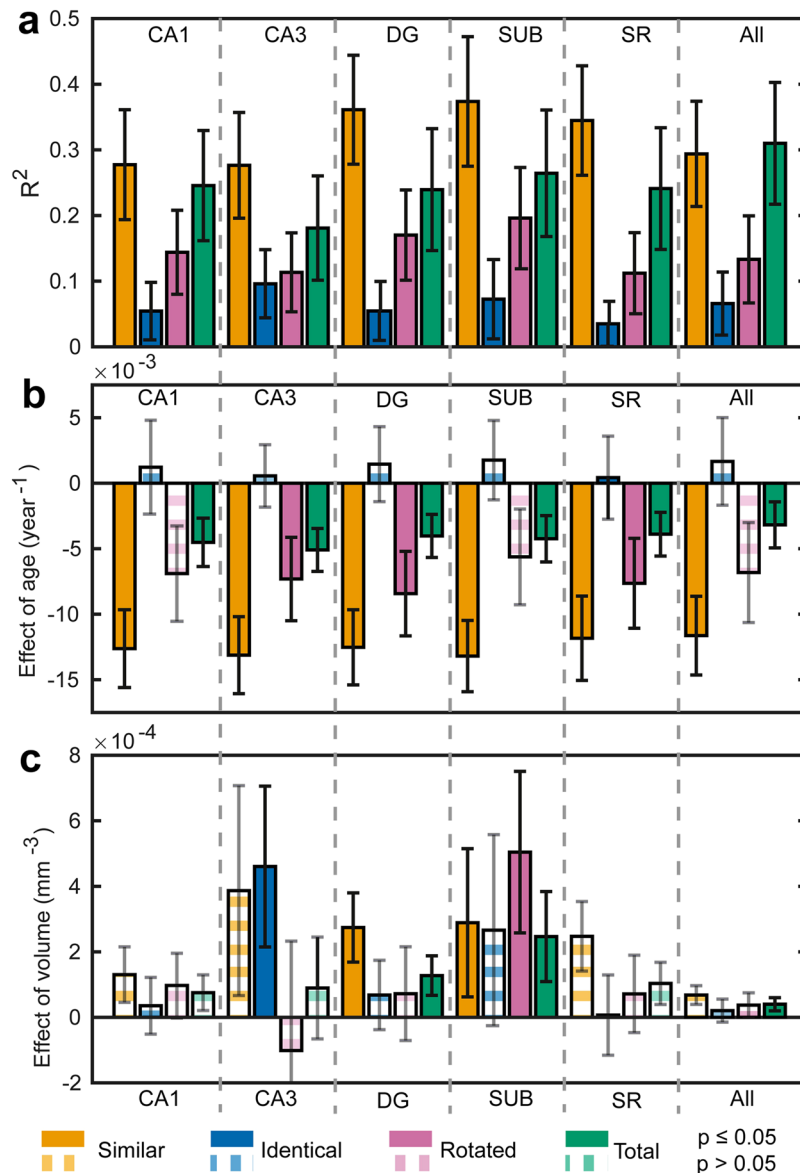 a
CA1 CA3 DG SUB SR All
0.5
0.4
0.3
0.2
0.1
0
R²
×10⁻³
b
CA1 CA3 DG SUB SR All
5
0
-5
-10
-15
Effect of age (year⁻¹)
×10⁻⁴
c
8
6
4
2
0
-2
Effect of volume (mm⁻³)
CA1 CA3 DG SUB SR All
Similar Identical Rotated Total p ≤ 0.05
p > 0.05